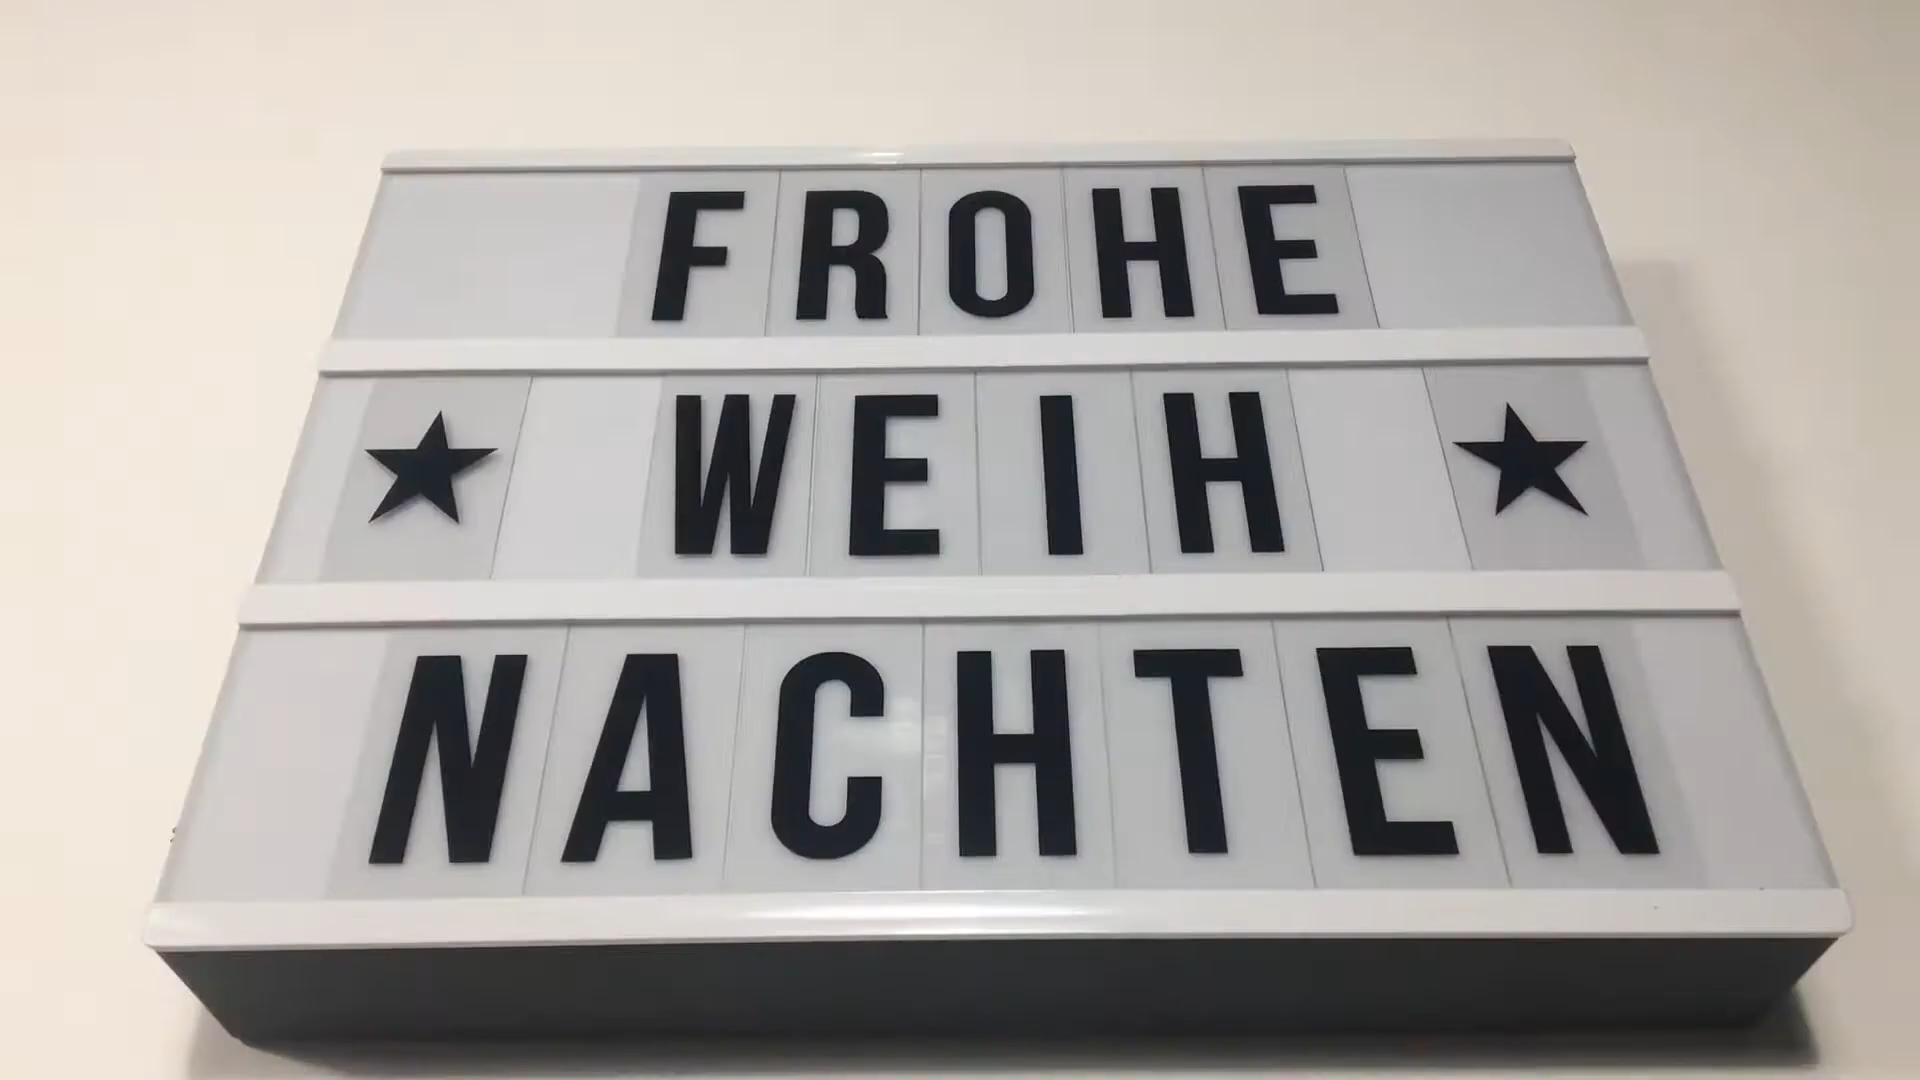 FROHE
★ WEIH ★
NACHTEN